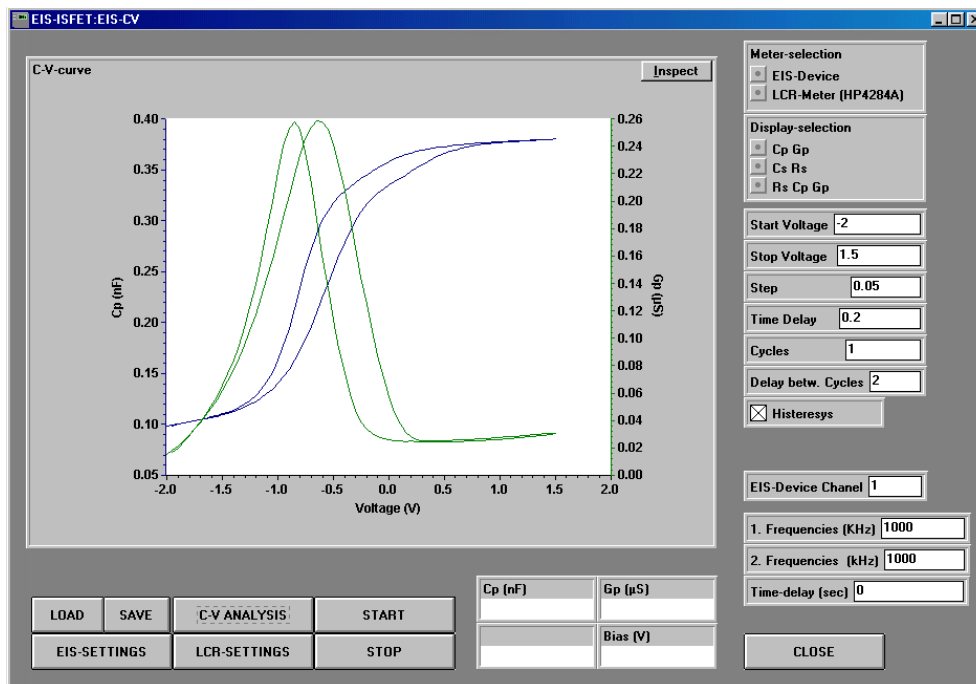 EIS-ISFET:EIS-CV
C-V-curve
Inspect
0.40
0.35
0.30
0.25
0.20
0.15
0.10
0.05
Cp (nF)
0.26
0.24
0.22
0.20
0.18
0.16
0.14
0.12
0.10
0.08
0.06
0.04
0.02
0.00
Gp (µS)
-2.0 -1.5 -1.0 -0.5 0.0 0.5 1.0 1.5 2.0
Voltage (V)
Meter-selection
EIS-Device
LCR-Meter (HP4284A)
Display-selection
Cp Gp
Cs Rs
Rs Cp Gp
Start Voltage -2
Stop Voltage 1.5
Step 0.05
Time Delay 0.2
Cycles 1
Delay betw. Cycles 2
Histeresys
EIS-Device Chanel 1
1. Frequencies (KHz) 1000
2. Frequencies (kHz) 1000
Time-delay (sec) 0
LOAD SAVE C-V ANALYSIS START
EIS-SETTINGS LCR-SETTINGS STOP
Cp (nF) Gp (µS)
Bias (V)
CLOSE